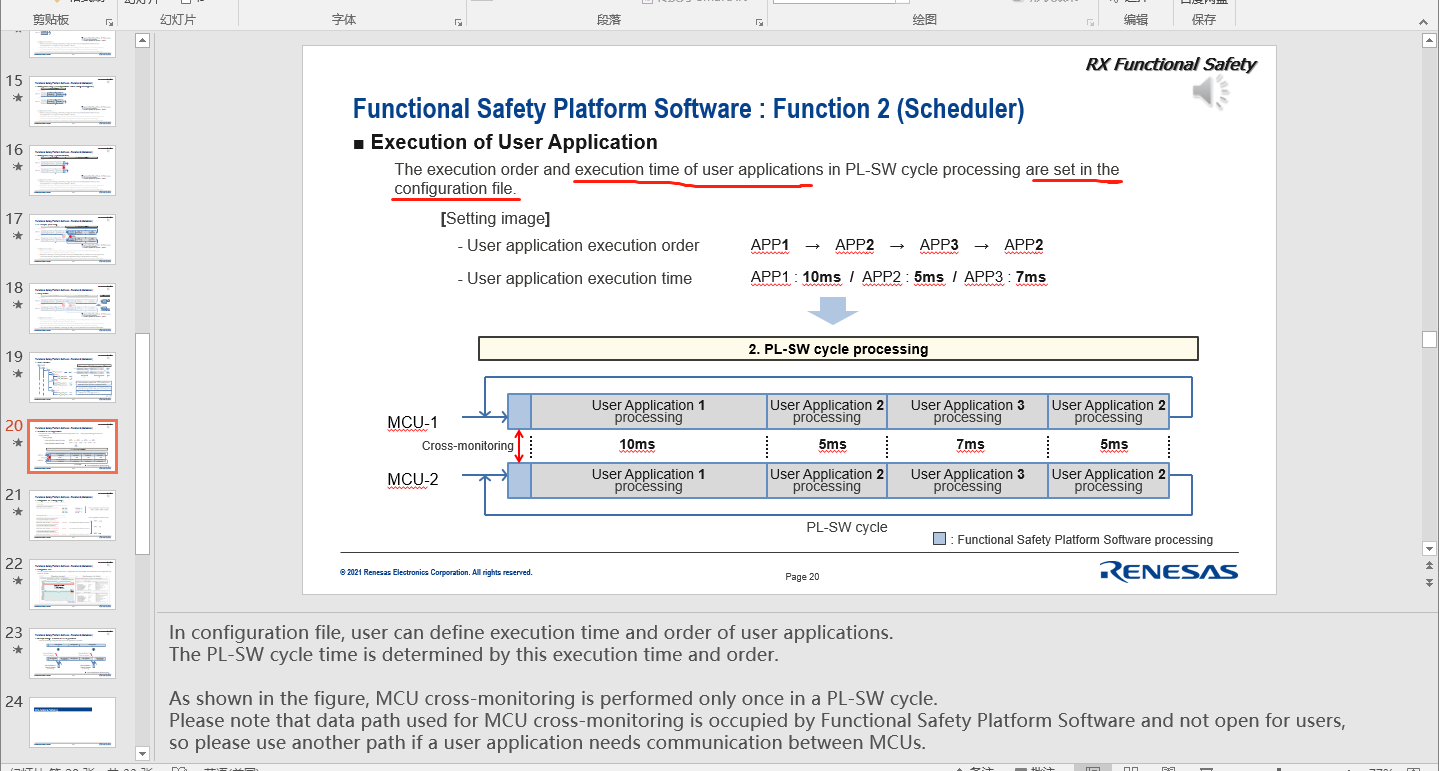 剪贴板
幻灯片
字体
段落
绘图
编辑
保存
15
16
17
18
19
20
21
22
23
24
RX Functional Safety
Functional Safety Platform Software : Function 2 (Scheduler)
■ Execution of User Application
The execution order and execution time of user applications in PL-SW cycle processing are set in the
configuration file.
[Setting image]
- User application execution order APP1 → APP2 → APP3 → APP2
- User application execution time APP1 : 10ms / APP2 : 5ms / APP3 : 7ms
2. PL-SW cycle processing
MCU-1
User Application 1
processing
User Application 2
processing
User Application 3
processing
User Application 2
processing
Cross-monitoring
10ms 5ms 7ms 5ms
MCU-2
User Application 1
processing
User Application 2
processing
User Application 3
processing
User Application 2
processing
PL-SW cycle
: Functional Safety Platform Software processing
© 2021 Renesas Electronics Corporation. All rights reserved.
Page 20
RENESAS
In configuration file, user can define execution time and order of user applications.
The PL-SW cycle time is determined by this execution time and order.
As shown in the figure, MCU cross-monitoring is performed only once in a PL-SW cycle.
Please note that data path used for MCU cross-monitoring is occupied by Functional Safety Platform Software and not open for users,
so please use another path if a user application needs communication between MCUs.